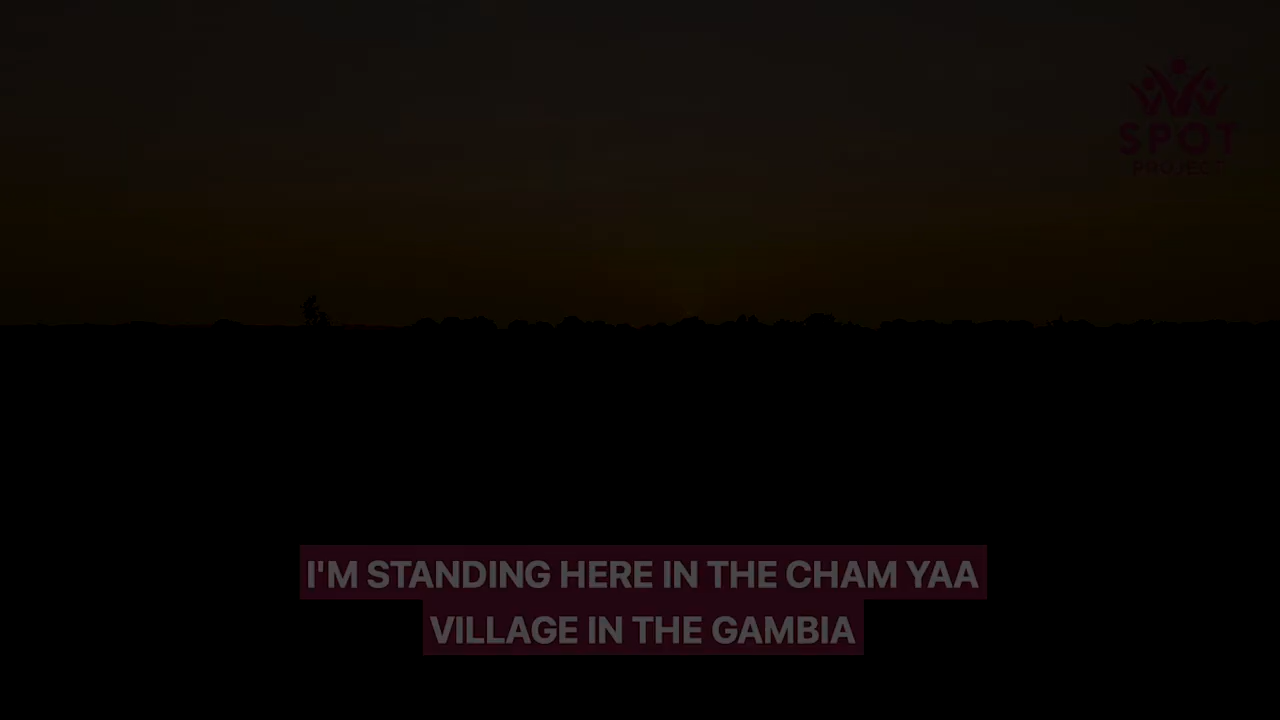 SPOT
PROJECT
I'M STANDING HERE IN THE CHAM YAA
VILLAGE IN THE GAMBIA